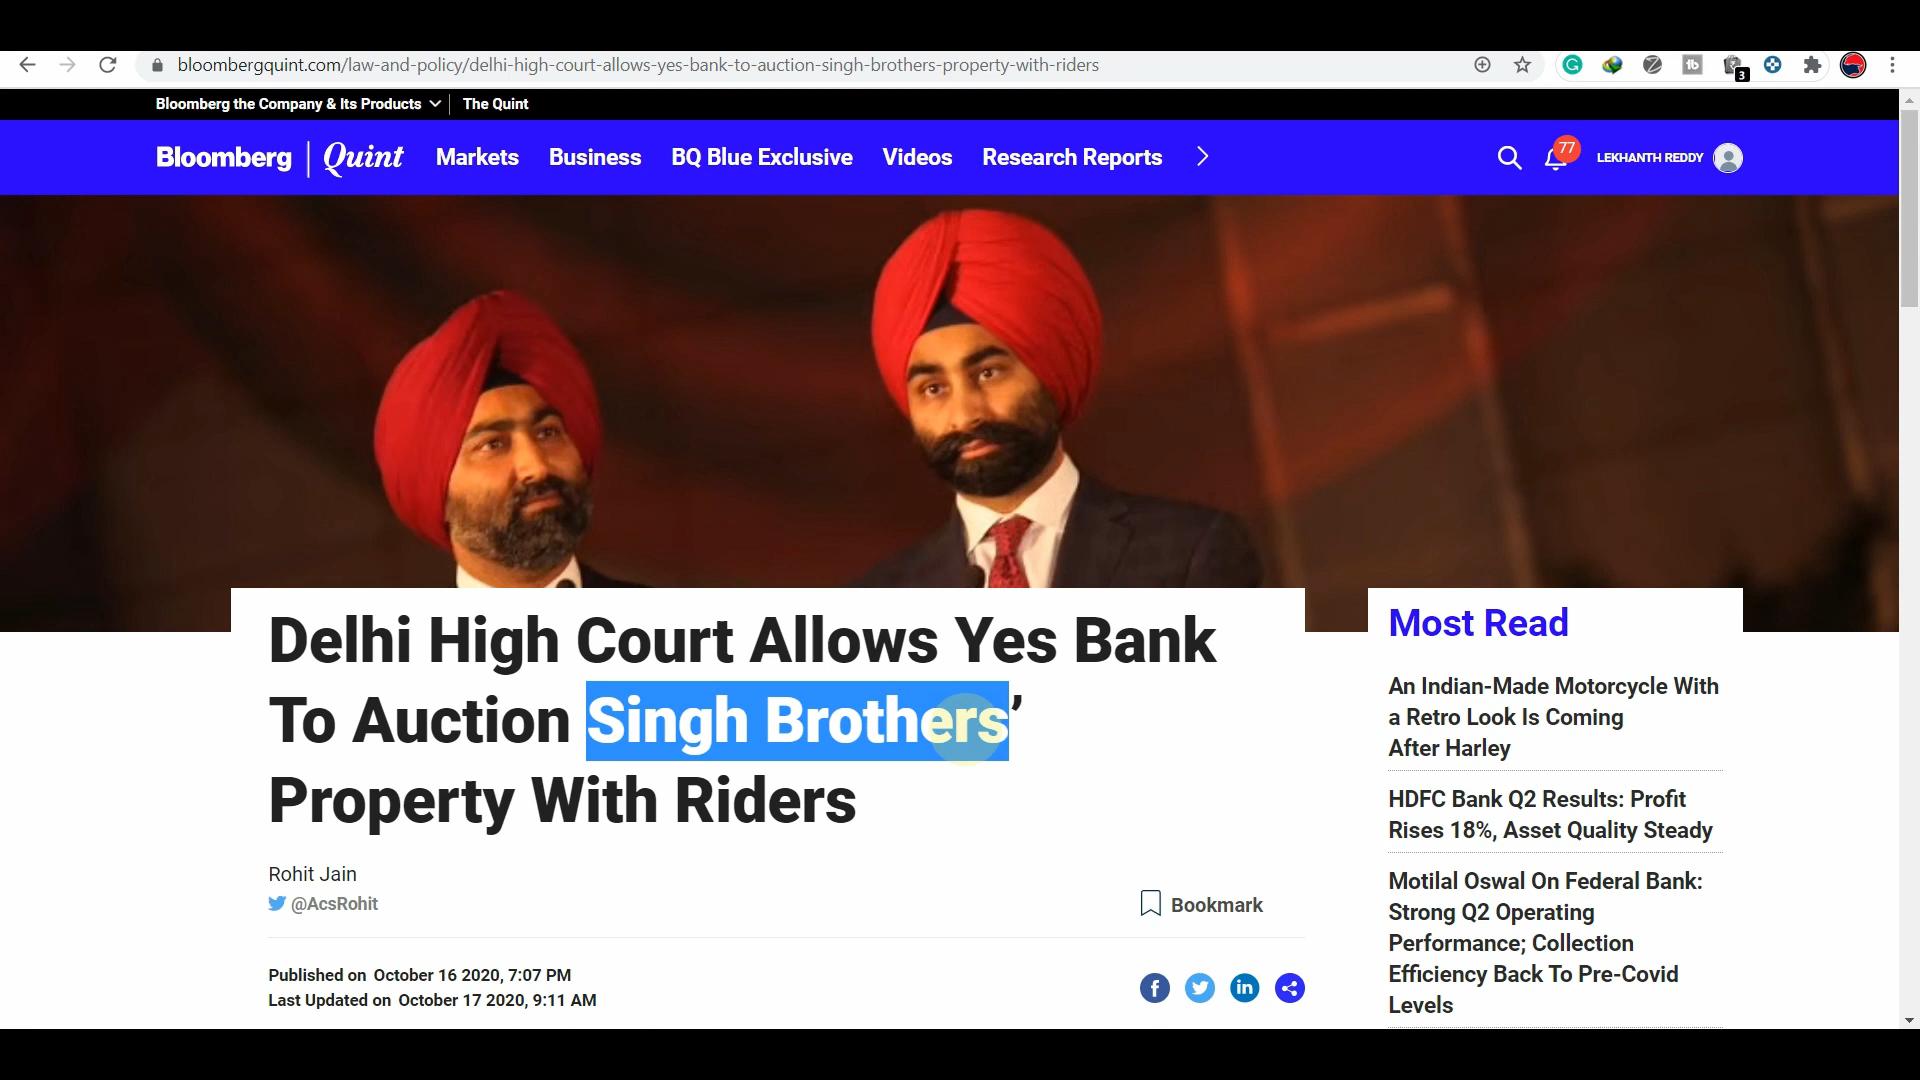 bloombergquint.com/law-and-policy/delhi-high-court-allows-yes-bank-to-auction-singh-brothers-property-with-riders
3
Bloomberg the Company & Its Products | The Quint
Bloomberg | Quint Markets Business BQ Blue Exclusive Videos Research Reports
77
LEKHANTH REDDY
Delhi High Court Allows Yes Bank
To Auction Singh Brothers’
Property With Riders
Rohit Jain
@AcsRohit
Bookmark
Published on October 16 2020, 7:07 PM
Last Updated on October 17 2020, 9:11 AM
Most Read
An Indian-Made Motorcycle With
a Retro Look Is Coming
After Harley
HDFC Bank Q2 Results: Profit
Rises 18%, Asset Quality Steady
Motilal Oswal On Federal Bank:
Strong Q2 Operating
Performance; Collection
Efficiency Back To Pre-Covid
Levels